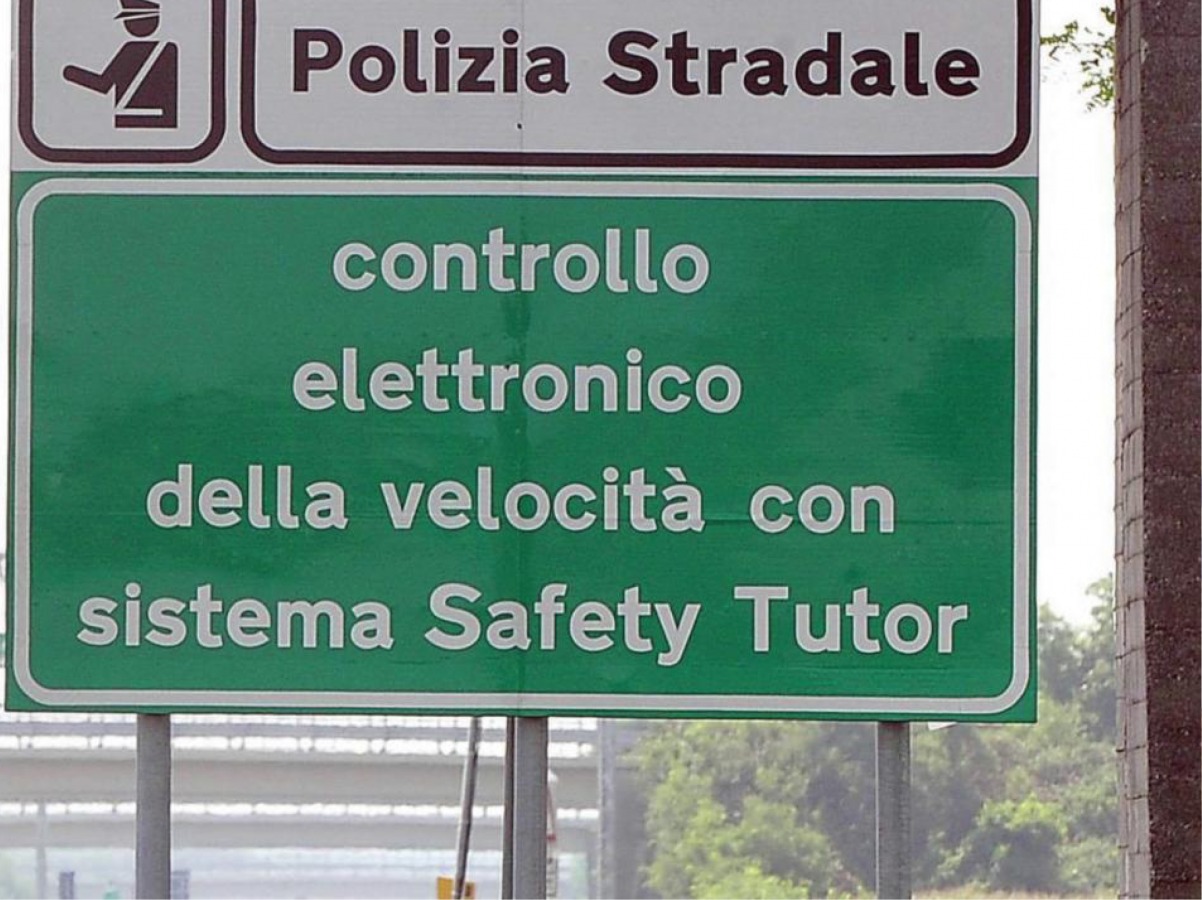 Polizia Stradale
controllo
elettronico
della velocità con
sistema Safety Tutor